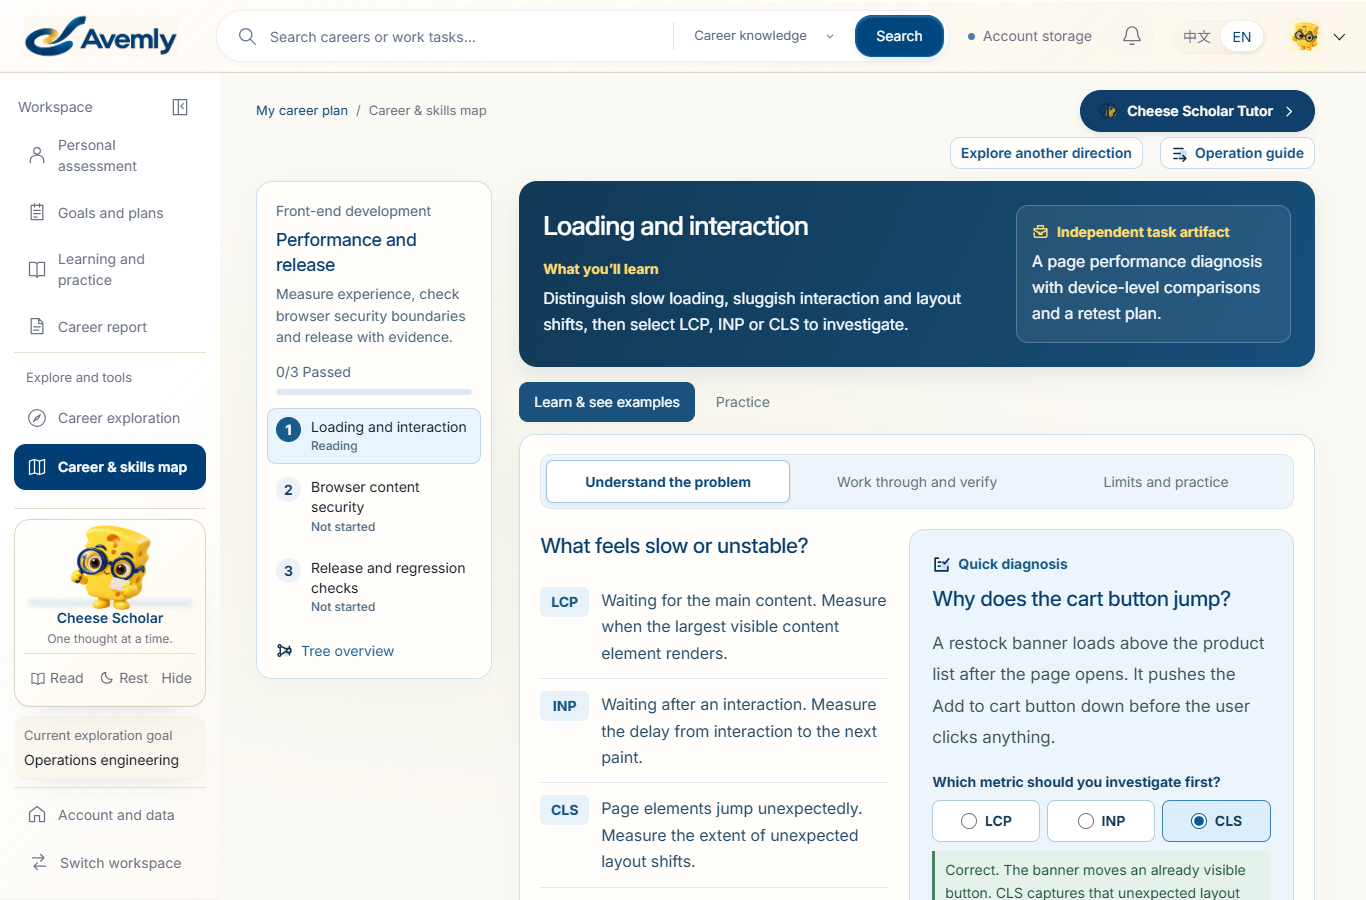 Avemly
Search careers or work tasks...
Career knowledge
Search
Account storage
中文
EN
Workspace
Personal
assessment
Goals and plans
Learning and
practice
Career report
Explore and tools
Career exploration
Career & skills map
Cheese Scholar
One thought at a time.
Read
Rest
Hide
Current exploration goal
Operations engineering
Account and data
Switch workspace
My career plan / Career & skills map
Cheese Scholar Tutor
Explore another direction
Operation guide
Front-end development
Performance and
release
Measure experience, check
browser security boundaries
and release with evidence.
0/3 Passed
1 Loading and interaction
Reading
2 Browser content
security
Not started
3 Release and regression
checks
Not started
Tree overview
Loading and interaction
What you'll learn
Distinguish slow loading, sluggish interaction and layout
shifts, then select LCP, INP or CLS to investigate.
Independent task artifact
A page performance diagnosis
with device-level comparisons
and a retest plan.
Learn & see examples
Practice
Understand the problem
Work through and verify
Limits and practice
What feels slow or unstable?
LCP Waiting for the main content. Measure
when the largest visible content
element renders.
INP Waiting after an interaction. Measure
the delay from interaction to the next
paint.
CLS Page elements jump unexpectedly.
Measure the extent of unexpected
layout shifts.
Quick diagnosis
Why does the cart button jump?
A restock banner loads above the product
list after the page opens. It pushes the
Add to cart button down before the user
clicks anything.
Which metric should you investigate first?
LCP
INP
CLS
Correct. The banner moves an already visible
button. CLS captures that unexpected layout